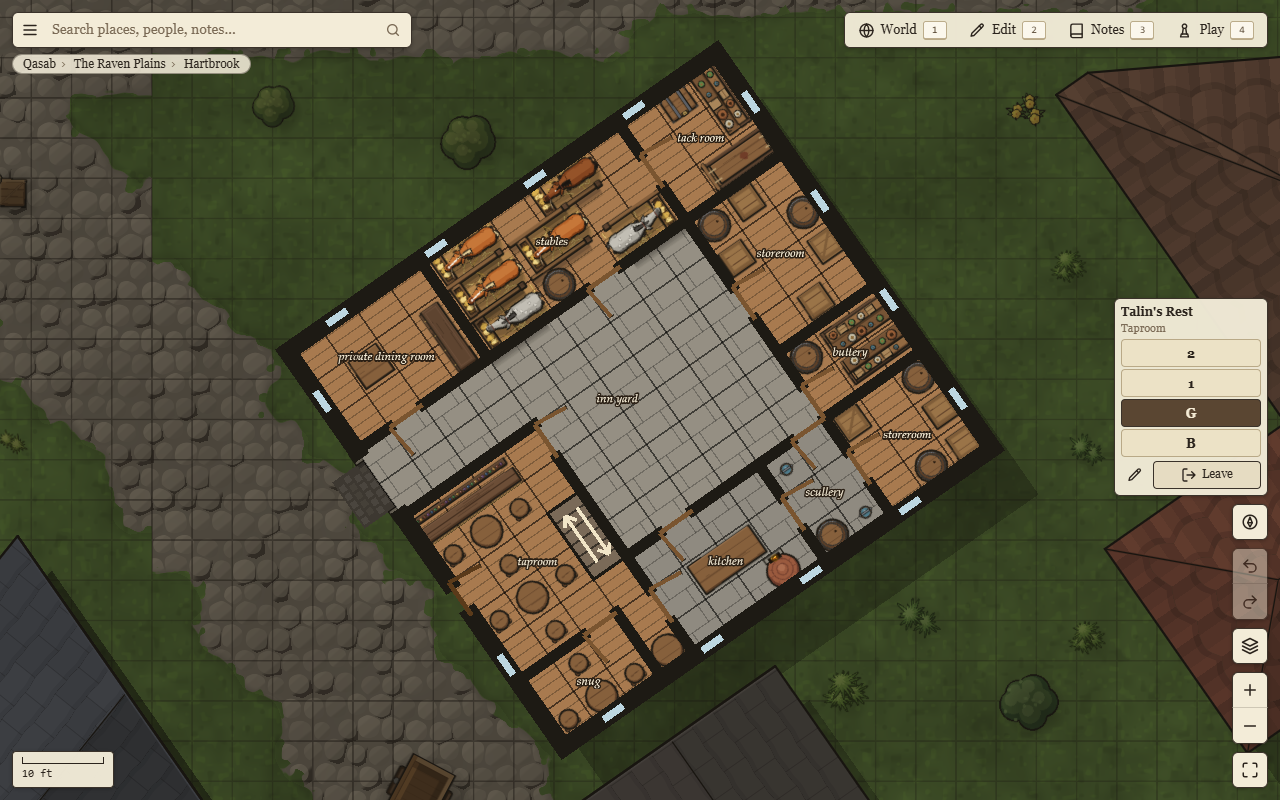 Search places, people, notes...
World 1
Edit 2
Notes 3
Play 4
Qasab › The Raven Plains › Hartbrook
tack room
stables
storeroom
private dining room
buttery
inn yard
storeroom
scullery
taproom
kitchen
snug
Talin's Rest
Taproom
2
1
G
B
Leave
10 ft